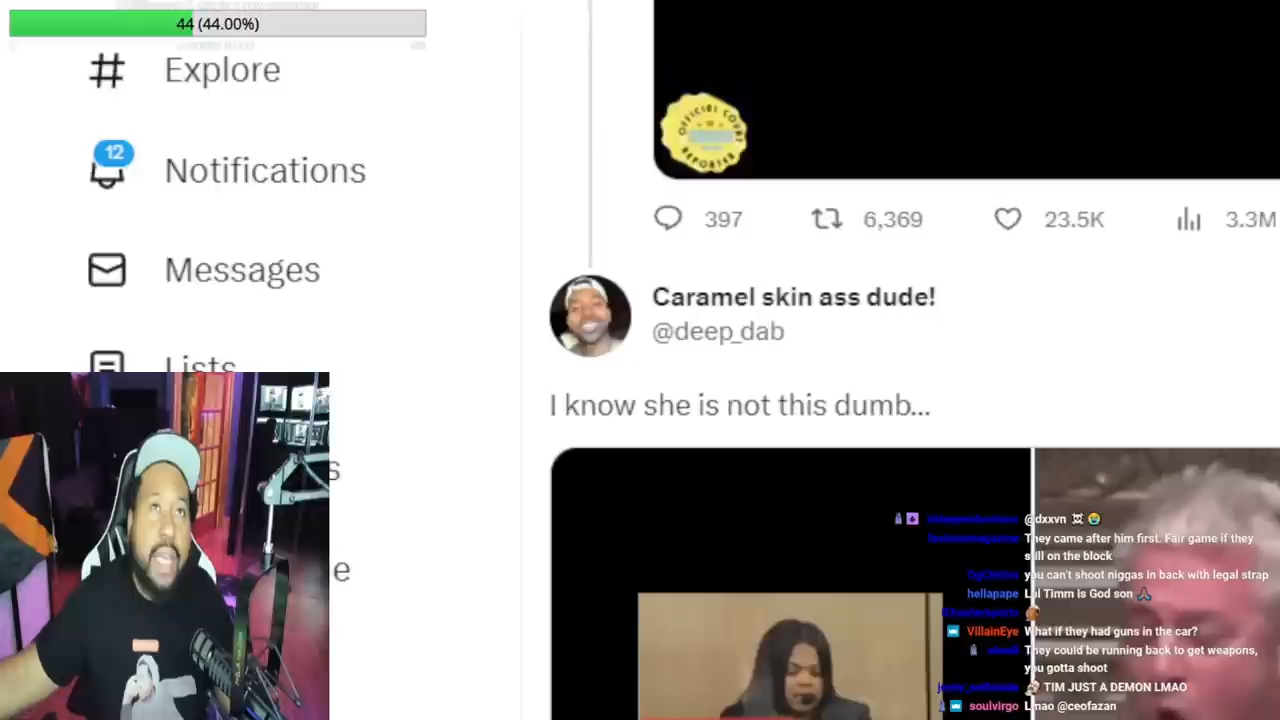 44 (44.00%)
Explore
Notifications
12
Messages
Lists
s
e
OFFICIAL COURT
REPORTER
397
6,369
23.5K
3.3M
Caramel skin ass dude!
@deep_dab
I know she is not this dumb...
@dxxvn ☠️ 😭
They came after him first. Fair game if they
still on the block
you can't shoot niggas in back with legal strap
hellapape Lul Timm is God son 🙏
VillainEye What if they had guns in the car?
They could be running back to get weapons,
you gotta shoot
TIM JUST A DEMON LMAO
soulvirgo Lmao @ceofazan